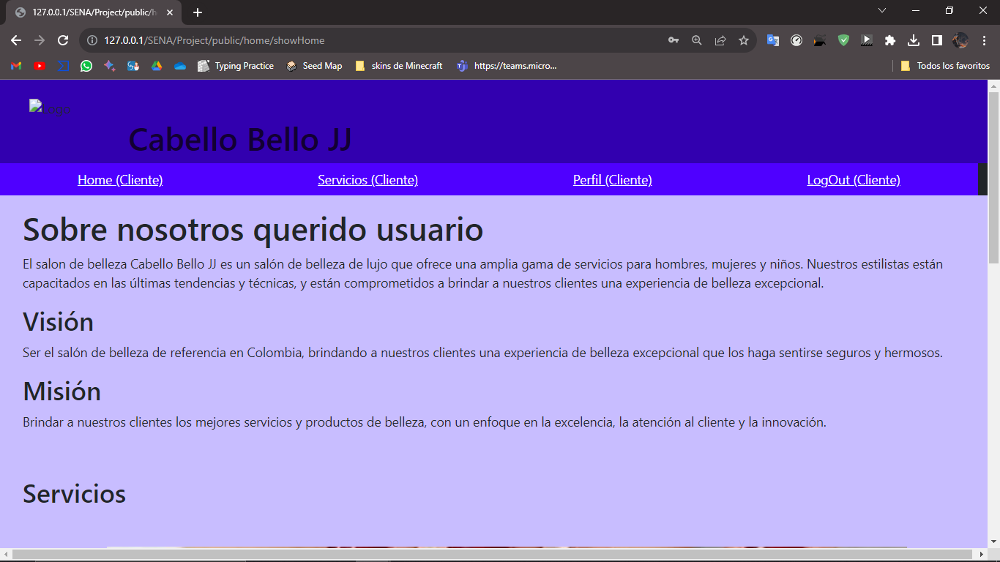 127.0.0.1/SENA/Project/public/h
127.0.0.1/SENA/Project/public/home/showHome
Typing Practice
Seed Map
skins de Minecraft
https://teams.micro...
Todos los favoritos
Logo
Cabello Bello JJ
Home (Cliente)
Servicios (Cliente)
Perfil (Cliente)
LogOut (Cliente)
Sobre nosotros querido usuario
El salon de belleza Cabello Bello JJ es un salón de belleza de lujo que ofrece una amplia gama de servicios para hombres, mujeres y niños. Nuestros estilistas están
capacitados en las últimas tendencias y técnicas, y están comprometidos a brindar a nuestros clientes una experiencia de belleza excepcional.
Visión
Ser el salón de belleza de referencia en Colombia, brindando a nuestros clientes una experiencia de belleza excepcional que los haga sentirse seguros y hermosos.
Misión
Brindar a nuestros clientes los mejores servicios y productos de belleza, con un enfoque en la excelencia, la atención al cliente y la innovación.
Servicios